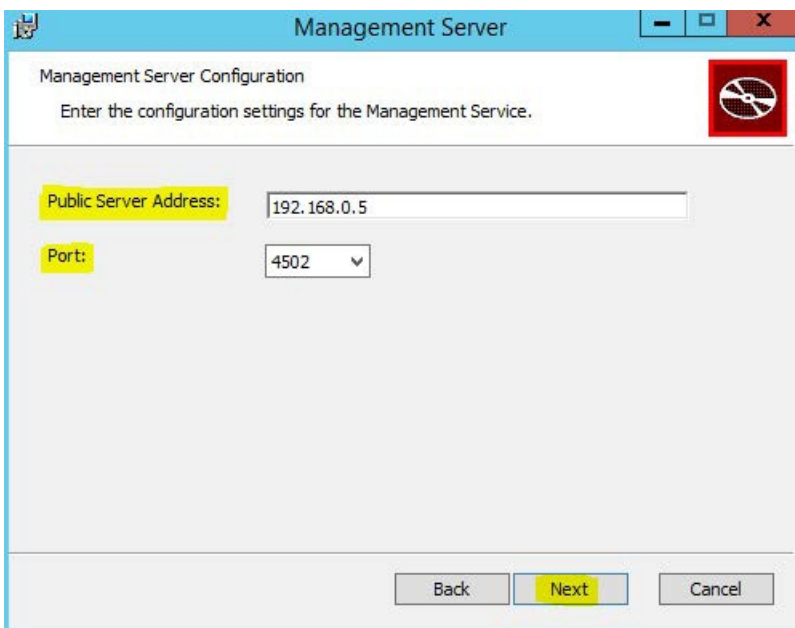 Management Server
Management Server Configuration
Enter the configuration settings for the Management Service.
Public Server Address: 192.168.0.5
Port: 4502
Back Next Cancel